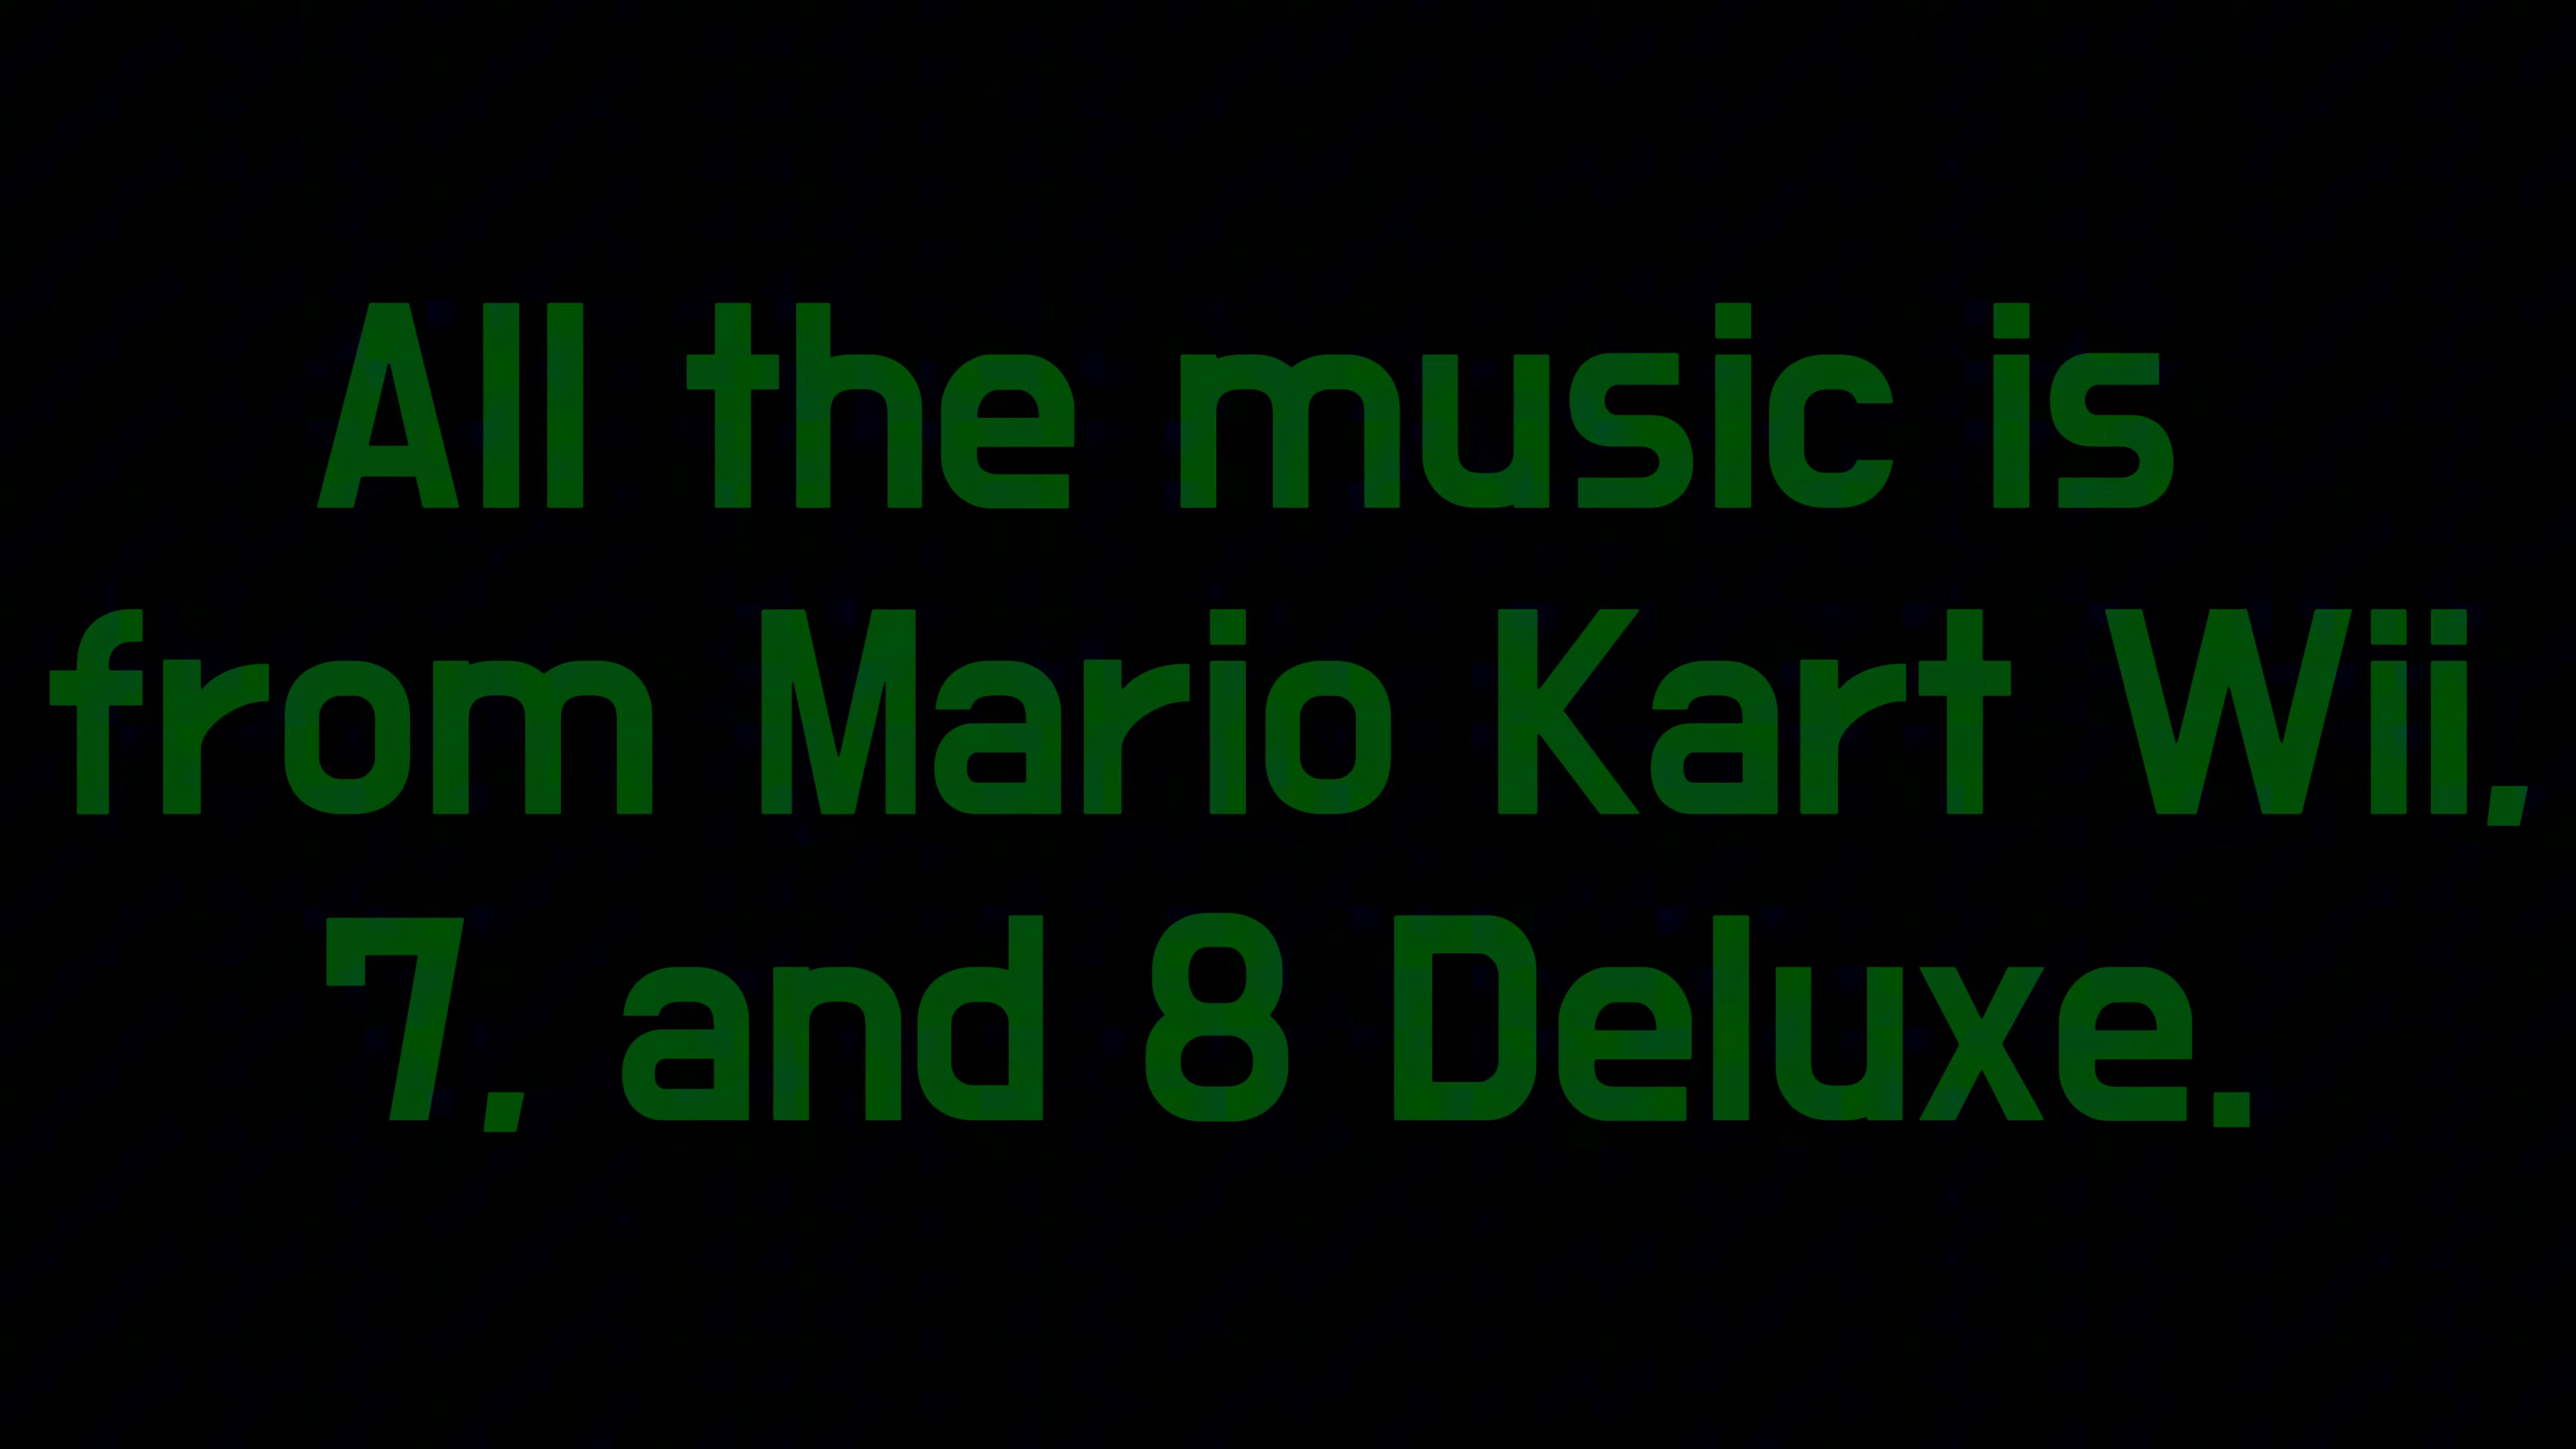 All the music is
from Mario Kart Wii,
7, and 8 Deluxe.